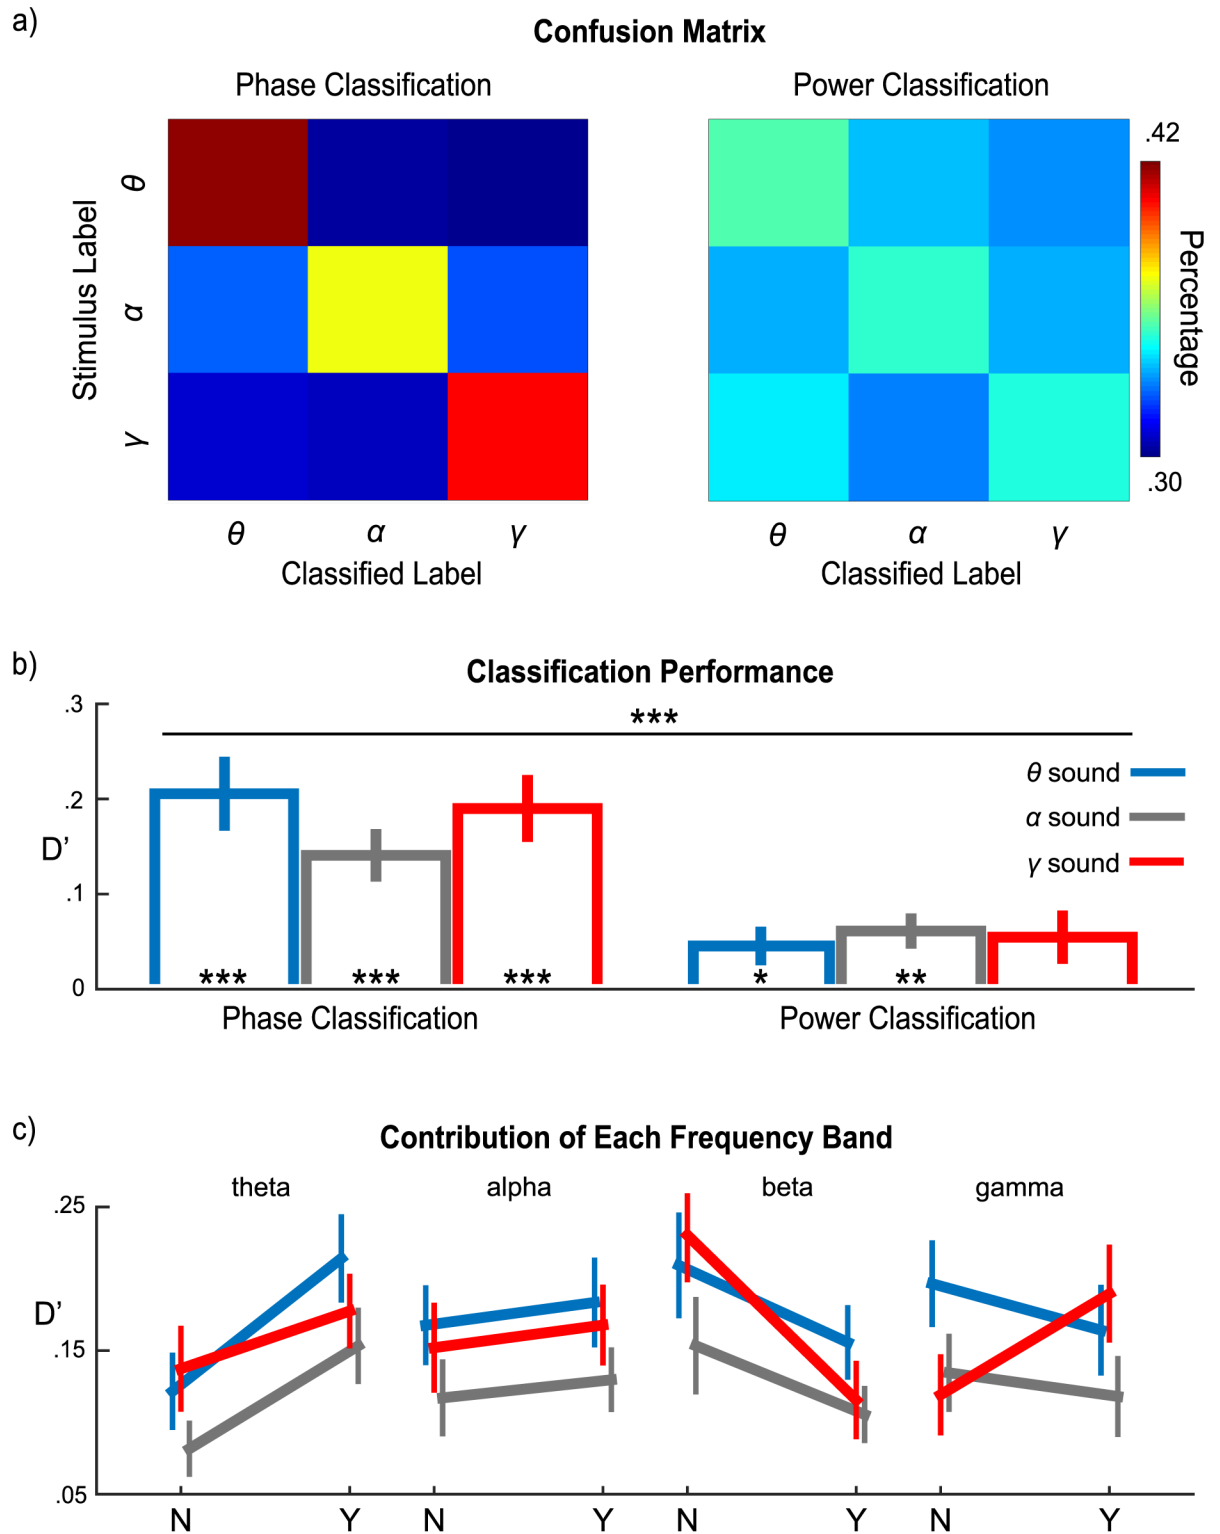 a)
Confusion Matrix
Phase Classification
Power Classification
Stimulus Label
θ
α
γ
θ α γ
Classified Label
θ α γ
Classified Label
.42
Percentage
.30
b)
Classification Performance
.3
.2
D’
.1
0
***
θ sound
α sound
γ sound
*** *** ***
* **
Phase Classification
Power Classification
c)
Contribution of Each Frequency Band
theta alpha beta gamma
.25
D’
.15
.05
N Y N Y N Y N Y